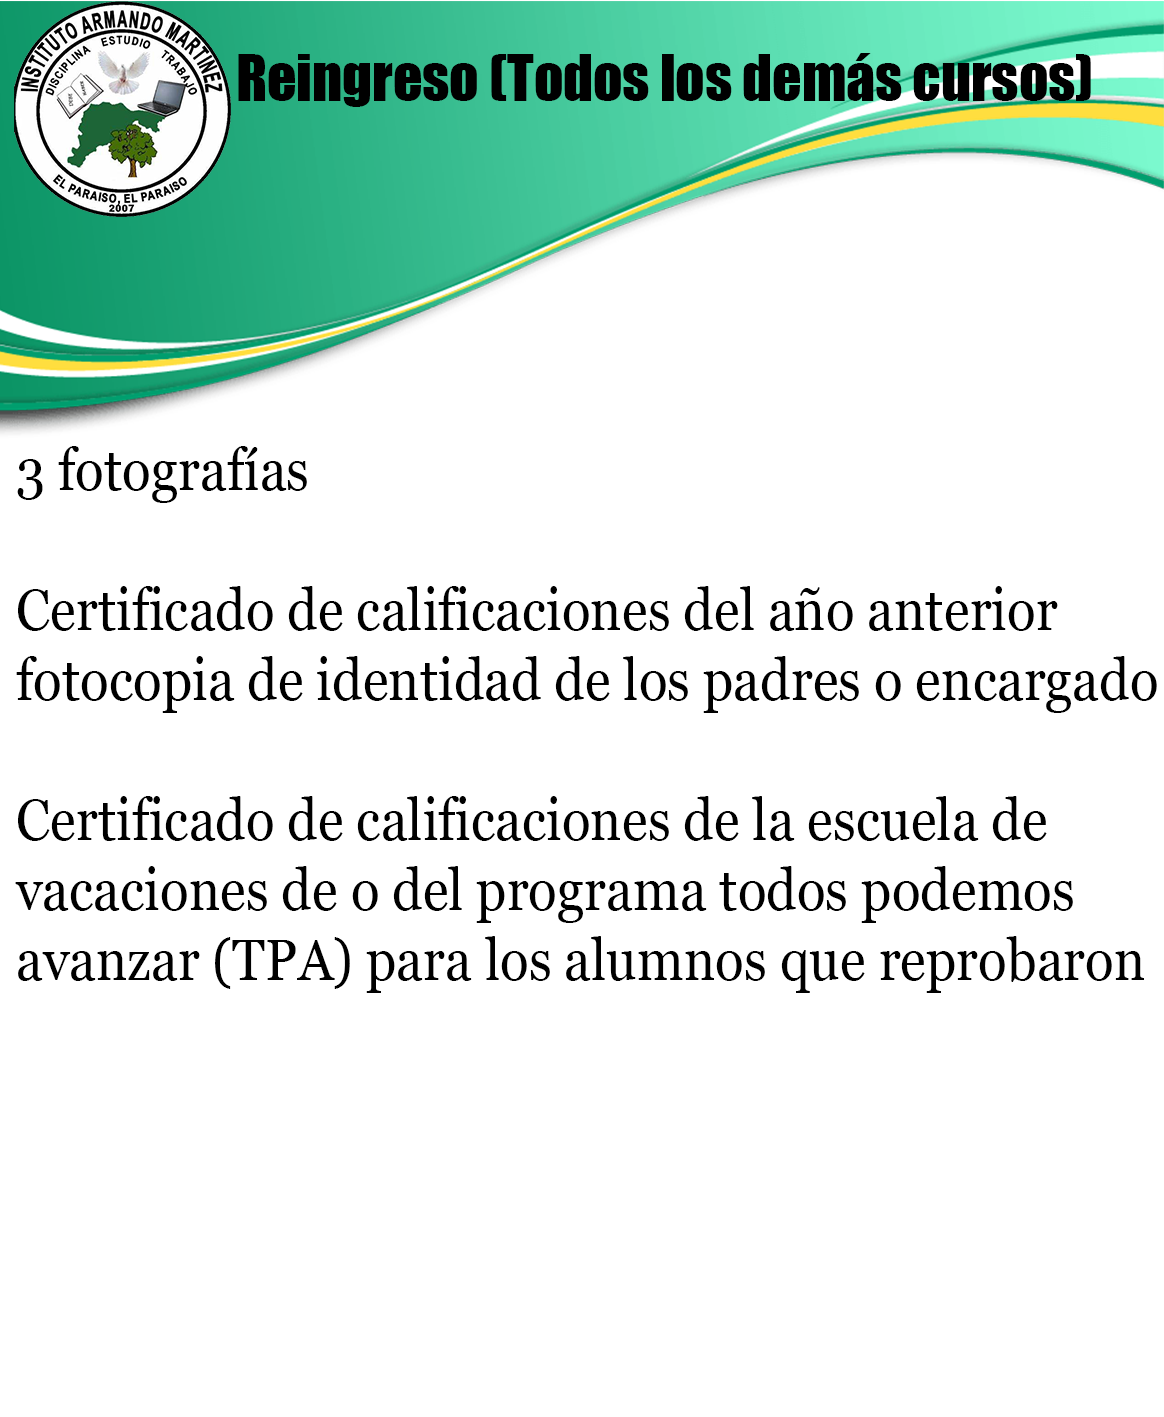 INSTITUTO ARMANDO MARTINEZ
DISCIPLINA ESTUDIO TRABAJO
EL PARAISO, EL PARAISO
2007
Reingreso (Todos los demás cursos)
3 fotografías
Certificado de calificaciones del año anterior
fotocopia de identidad de los padres o encargado
Certificado de calificaciones de la escuela de
vacaciones de o del programa todos podemos
avanzar (TPA) para los alumnos que reprobaron